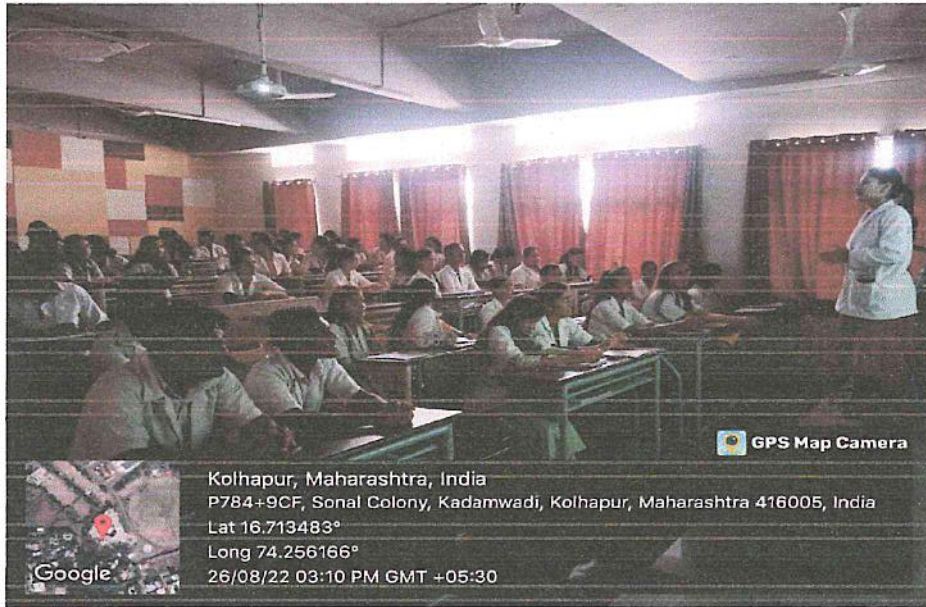 GPS Map Camera
Kolhapur, Maharashtra, India
P784+9CF, Sonal Colony, Kadamwadi, Kolhapur, Maharashtra 416005, India
Lat 16.713483°
Long 74.256166°
26/08/22 03:10 PM GMT +05:30
Google